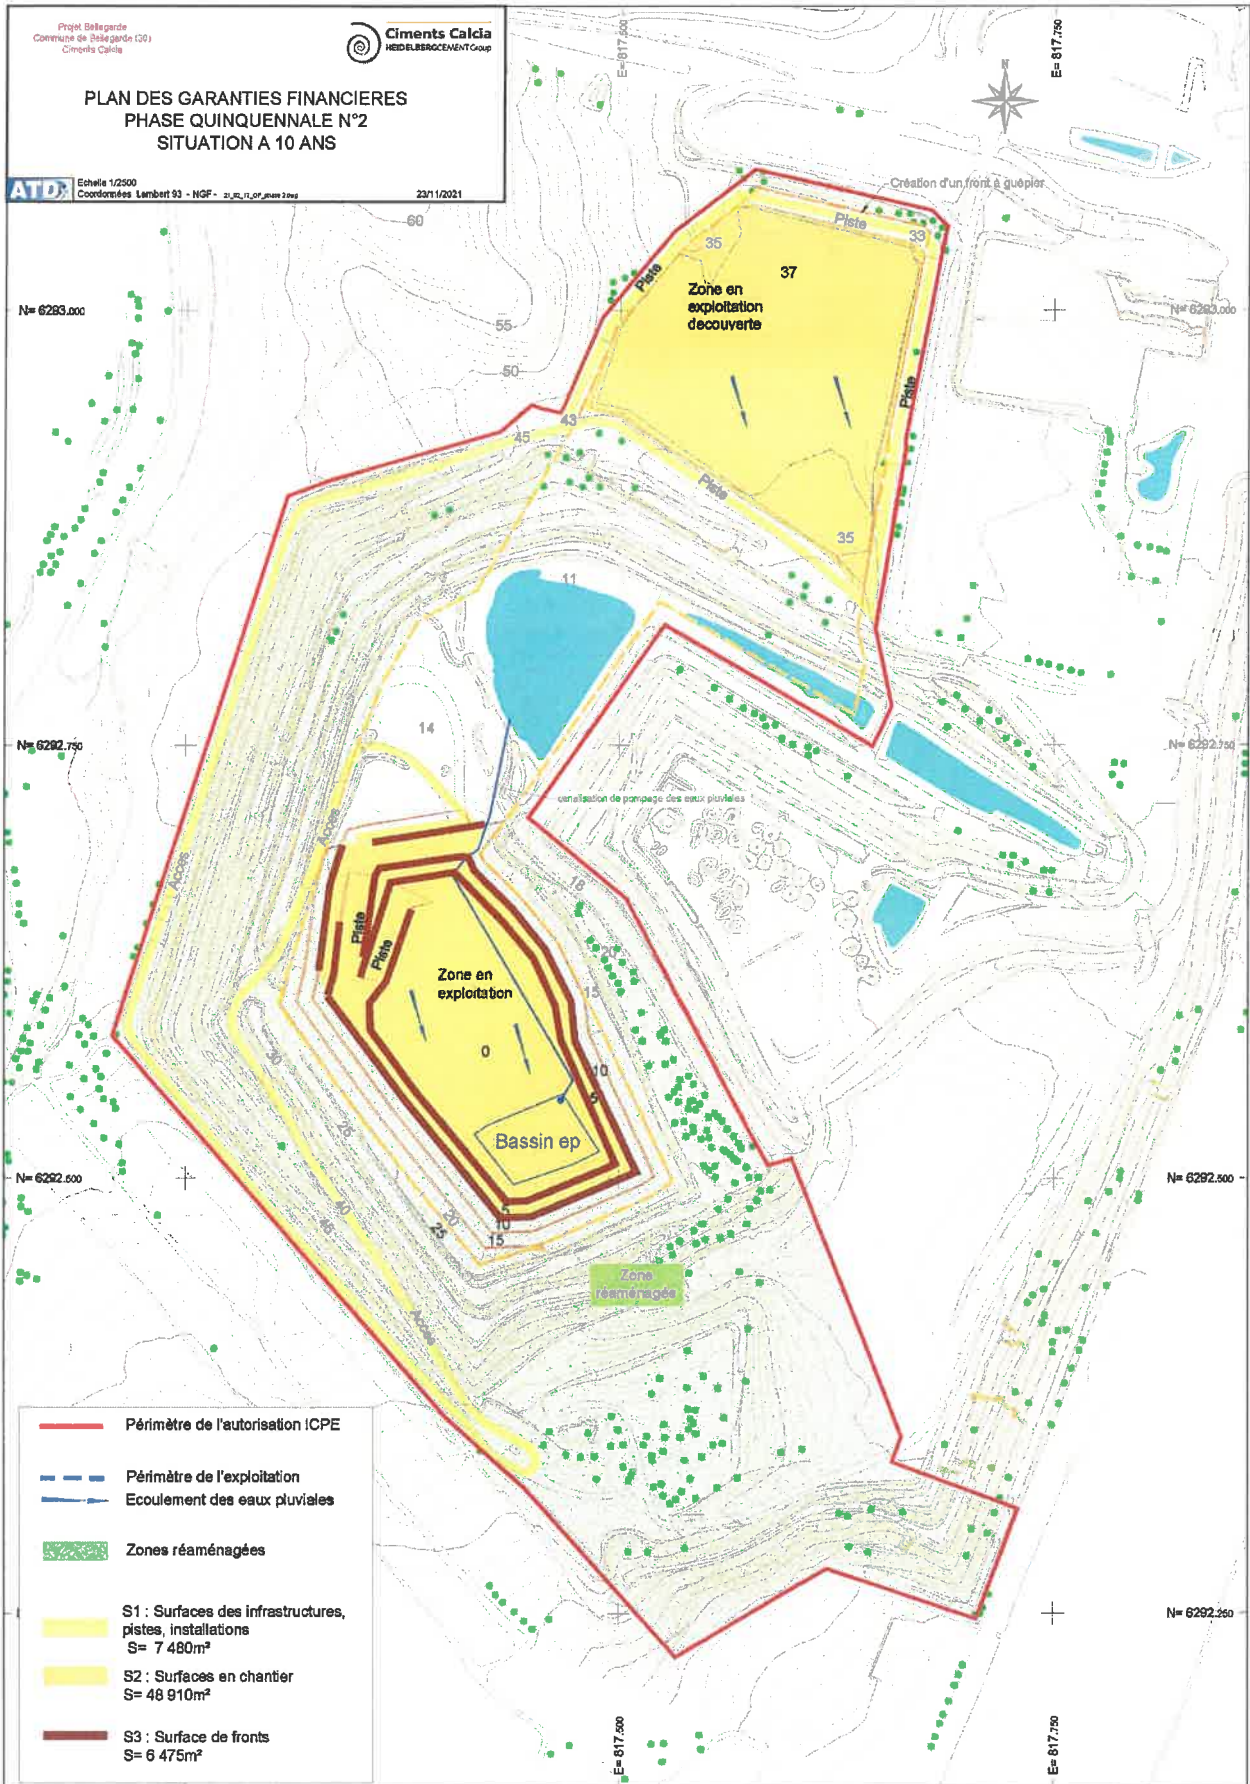 Projet Bellegarde
Commune de Bellegarde (30)
Ciments Calcia
Ciments Calcia
HEIDELBERGCEMENT Group
PLAN DES GARANTIES FINANCIERES
PHASE QUINQUENNALE N°2
SITUATION A 10 ANS
ATD
Echelle 1/2500
Coordonnées Lambert 93 - NGF -
23/11/2021
E= 817.500
E= 817.750
N
Création d'un front à guépier
Piste
33
35
37
60
Piste
Zone en
exploitation
decouverte
N= 6293.000
N= 6293.000
55
50
Piste
43
45
Piste
35
11
14
N= 6292.750
N= 6292.750
canalisation de pompage des eaux pluviales
Accès
Accès
18
20
Piste
Piste
Zone en
exploitation
15
0
30
10
5
25
Bassin ep
N= 6292.500
N= 6292.500
40
45
5
20
10
25
15
Zone
réaménagée
Accès
Périmètre de l'autorisation ICPE
Périmètre de l'exploitation
Ecoulement des eaux pluviales
Zones réaménagées
S1 : Surfaces des infrastructures,
pistes, installations
S= 7 480m²
S2 : Surfaces en chantier
S= 48 910m²
S3 : Surface de fronts
S= 6 475m²
N= 6292.250
E= 817.500
E= 817.750